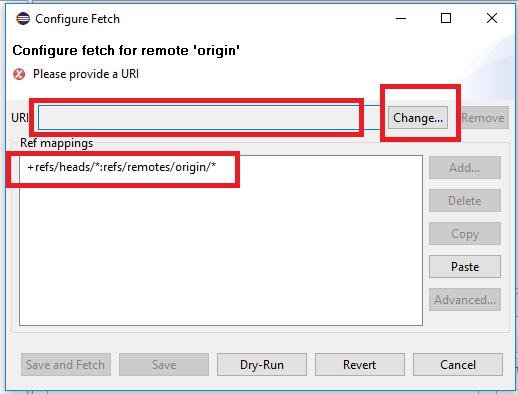 Configure Fetch
Configure fetch for remote 'origin'
Please provide a URI
URI
Change...
Remove
Ref mappings
+refs/heads/*:refs/remotes/origin/*
Add...
Delete
Copy
Paste
Advanced...
Save and Fetch
Save
Dry-Run
Revert
Cancel